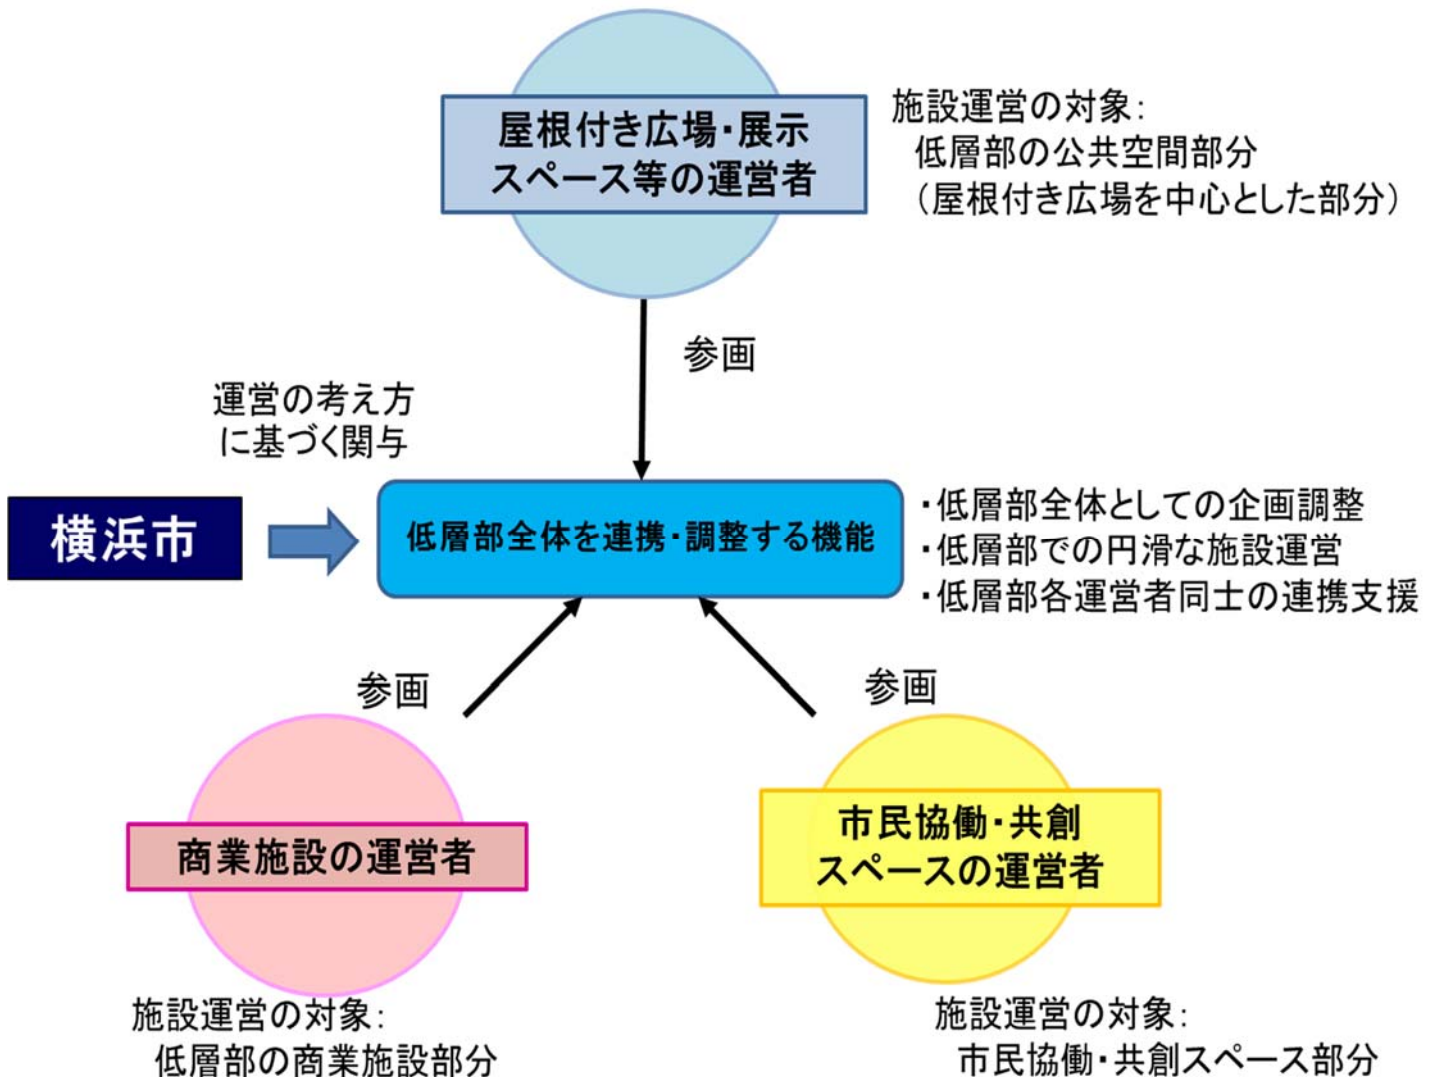 屋根付き広場・展示
スペース等の運営者
施設運営の対象：
低層部の公共空間部分
（屋根付き広場を中心とした部分）
参画
運営の考え方
に基づく関与
横浜市
低層部全体を連携・調整する機能
・低層部全体としての企画調整
・低層部での円滑な施設運営
・低層部各運営者同士の連携支援
参画
参画
商業施設の運営者
市民協働・共創
スペースの運営者
施設運営の対象：
低層部の商業施設部分
施設運営の対象：
市民協働・共創スペース部分